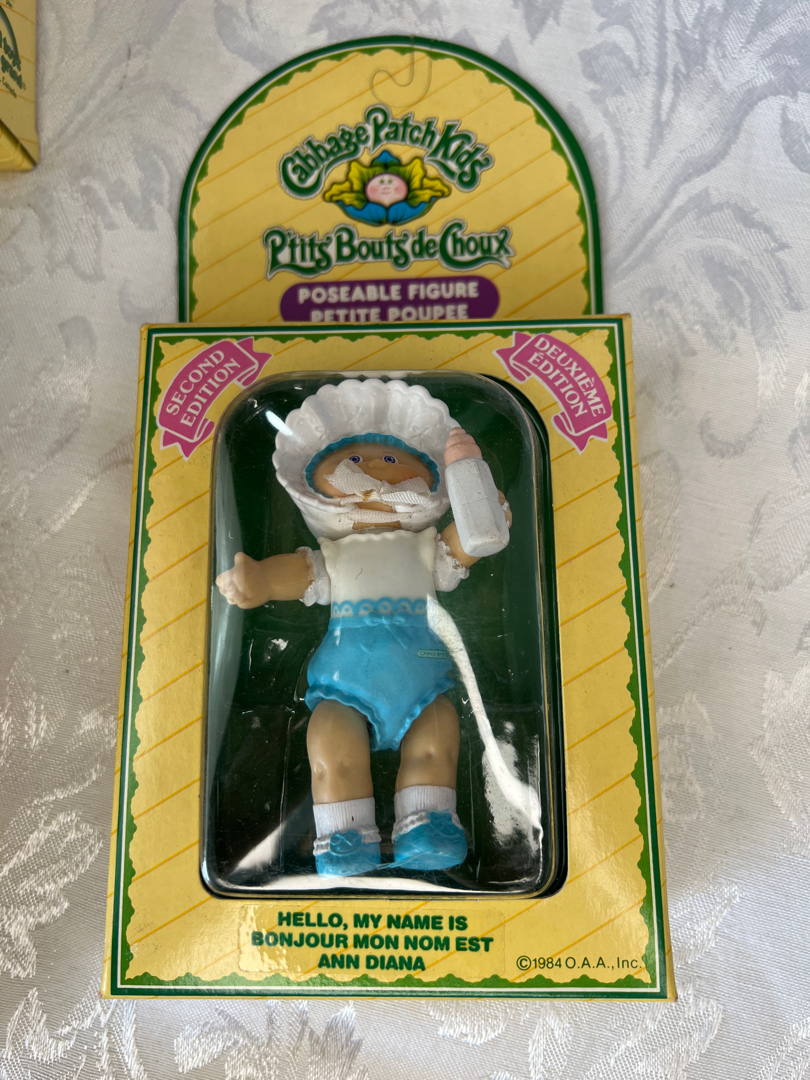 Cabbage Patch Kids
P'tits Bouts de Choux
POSEABLE FIGURE
PETITE POUPEE
SECOND
EDITION
DEUXIÈME
ÉDITION
HELLO, MY NAME IS
BONJOUR MON NOM EST
ANN DIANA
©1984 O.A.A., Inc.